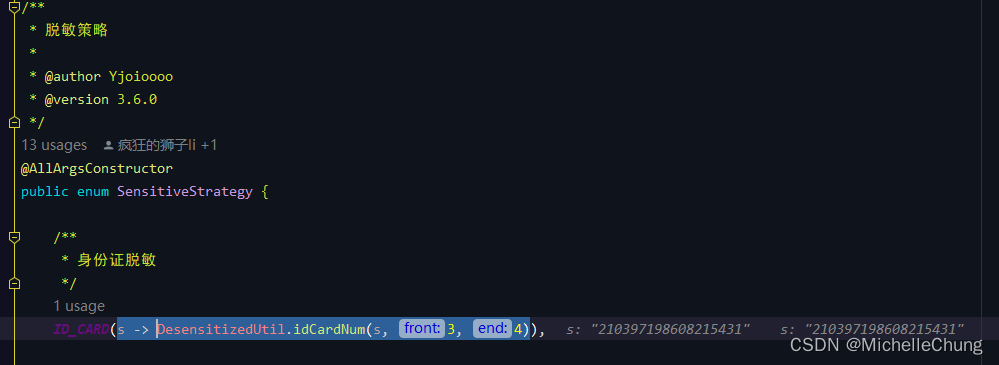 /**
 * 脱敏策略
 *
 * @author Yjoioooo
 * @version 3.6.0
 */
13 usages 疯狂的狮子li +1
@AllArgsConstructor
public enum SensitiveStrategy {
/**
 * 身份证脱敏
 */
1 usage
ID_CARD(s -> DesensitizedUtil.idCardNum(s, front: 3, end: 4)), s: "210397198608215431" s: "210397198608215431"
CSDN @MichelleChung